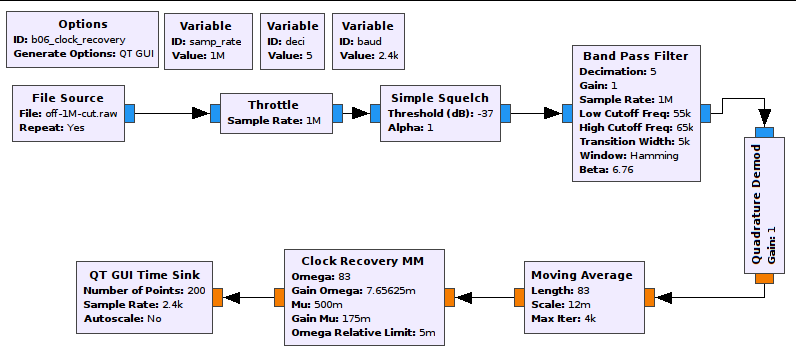 Options
ID: b06_clock_recovery
Generate Options: QT GUI
Variable
ID: samp_rate
Value: 1M
Variable
ID: deci
Value: 5
Variable
ID: baud
Value: 2.4k
File Source
File: off-1M-cut.raw
Repeat: Yes
Throttle
Sample Rate: 1M
Simple Squelch
Threshold (dB): -37
Alpha: 1
Band Pass Filter
Decimation: 5
Gain: 1
Sample Rate: 1M
Low Cutoff Freq: 55k
High Cutoff Freq: 65k
Transition Width: 5k
Window: Hamming
Beta: 6.76
Quadrature Demod
Gain: 1
Moving Average
Length: 83
Scale: 12m
Max Iter: 4k
Clock Recovery MM
Omega: 83
Gain Omega: 7.65625m
Mu: 500m
Gain Mu: 175m
Omega Relative Limit: 5m
QT GUI Time Sink
Number of Points: 200
Sample Rate: 2.4k
Autoscale: No